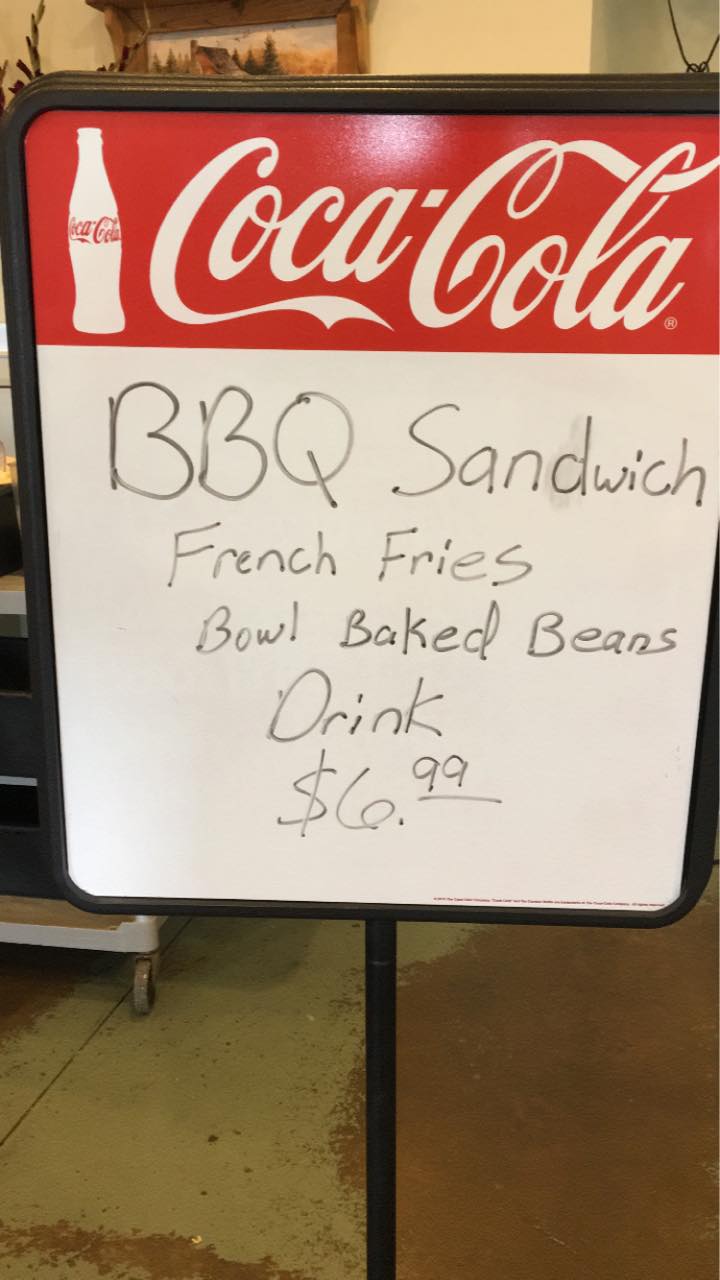 Coca-Cola
Coca-Cola®
BBQ Sandwich
French Fries
Bowl Baked Beans
Drink
$6.99